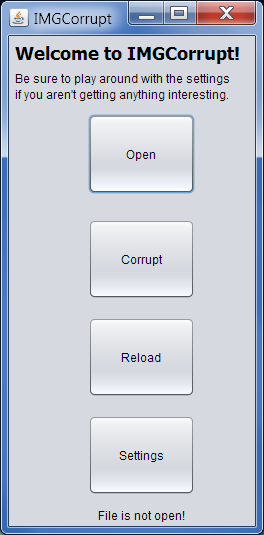 IMGCorrupt
Welcome to IMGCorrupt!
Be sure to play around with the settings
if you aren't getting anything interesting.
Open
Corrupt
Reload
Settings
File is not open!